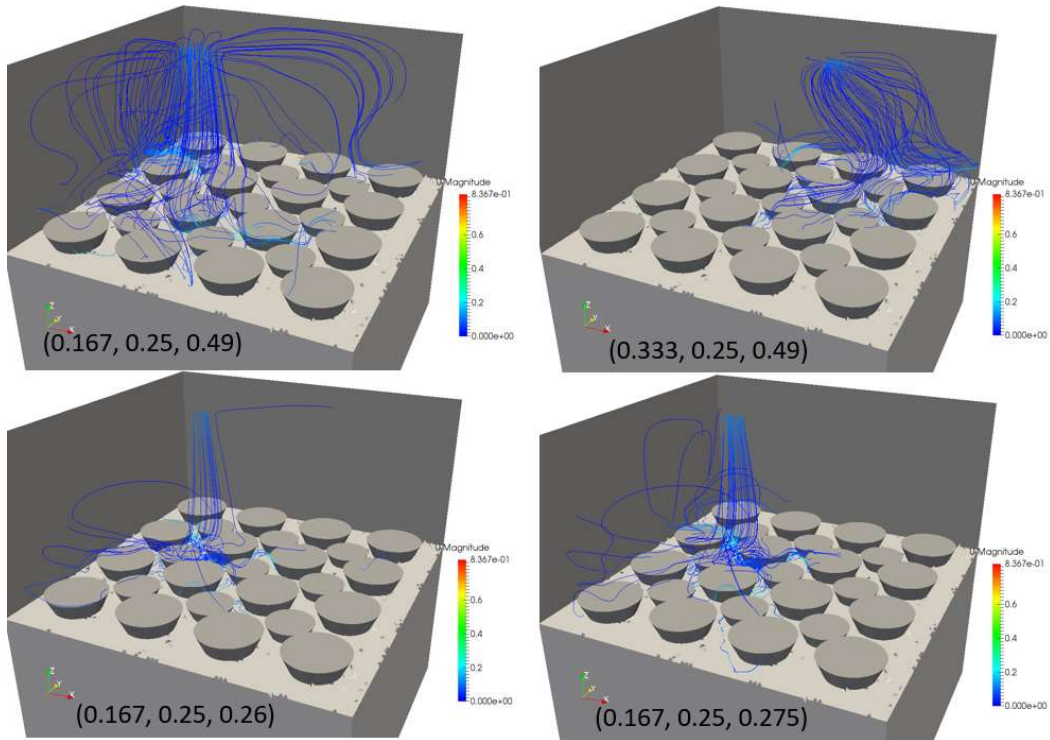 U Magnitude
8.367e-01
0.6
0.4
0.2
0.000e+00
Z
Y
X
(0.167, 0.25, 0.49)
U Magnitude
8.367e-01
0.6
0.4
0.2
0.000e+00
Z
Y
X
(0.333, 0.25, 0.49)
U Magnitude
8.367e-01
0.6
0.4
0.2
0.000e+00
Z
Y
X
(0.167, 0.25, 0.26)
U Magnitude
8.367e-01
0.6
0.4
0.2
0.000e+00
Z
Y
X
(0.167, 0.25, 0.275)